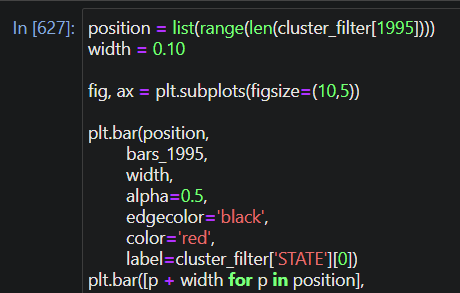 In [627]: position = list(range(len(cluster_filter[1995])))
width = 0.10
fig, ax = plt.subplots(figsize=(10,5))
plt.bar(position,
bars_1995,
width,
alpha=0.5,
edgecolor='black',
color='red',
label=cluster_filter['STATE'][0])
plt.bar([p + width for p in position],